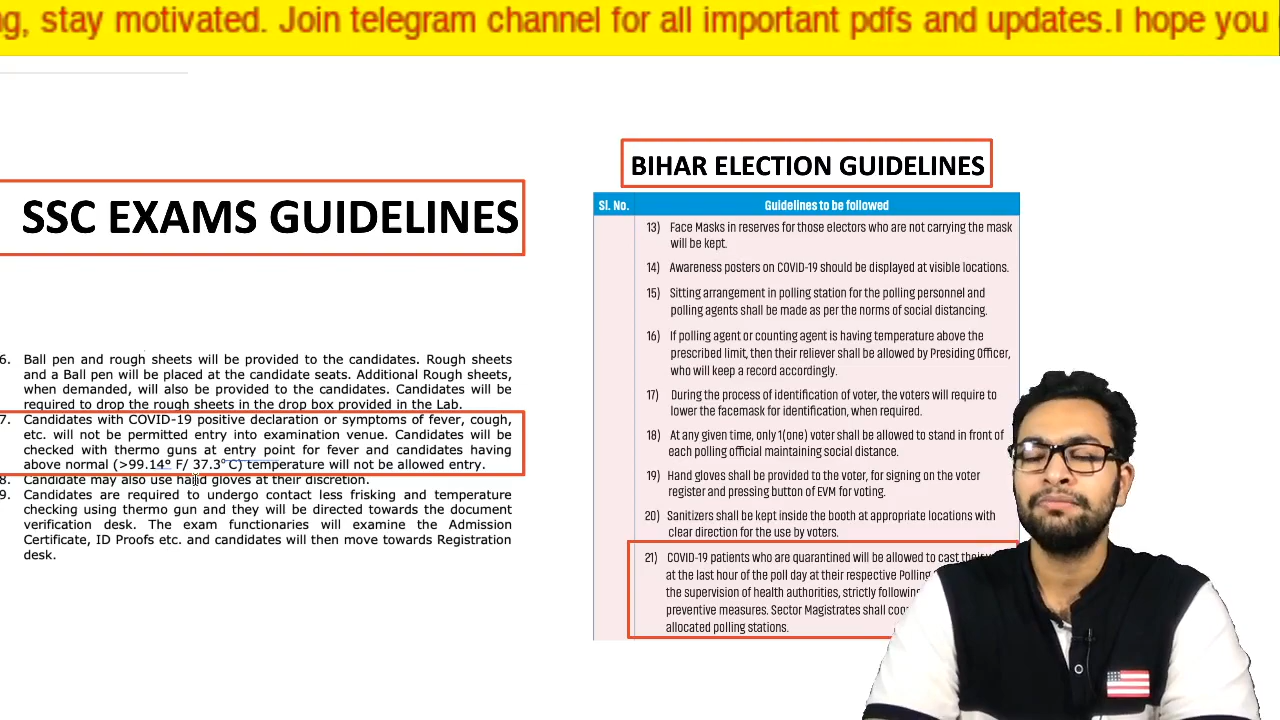 g, stay motivated. Join telegram channel for all important pdfs and updates.I hope you
SSC EXAMS GUIDELINES
6. Ball pen and rough sheets will be provided to the candidates. Rough sheets
and a Ball pen will be placed at the candidate seats. Additional Rough sheets,
when demanded, will also be provided to the candidates. Candidates will be
required to drop the rough sheets in the drop box provided in the Lab.
7. Candidates with COVID-19 positive declaration or symptoms of fever, cough,
etc. will not be permitted entry into examination venue. Candidates will be
checked with thermo guns at entry point for fever and candidates having
above normal (>99.14° F/ 37.3° C) temperature will not be allowed entry.
8. Candidate may also use hand gloves at their discretion.
9. Candidates are required to undergo contact less frisking and temperature
checking using thermo gun and they will be directed towards the document
verification desk. The exam functionaries will examine the Admission
Certificate, ID Proofs etc. and candidates will then move towards Registration
desk.
BIHAR ELECTION GUIDELINES
Sl. No. Guidelines to be followed
13) Face Masks in reserves for those electors who are not carrying the mask
will be kept.
14) Awareness posters on COVID-19 should be displayed at visible locations.
15) Sitting arrangement in polling station for the polling personnel and
polling agents shall be made as per the norms of social distancing.
16) If polling agent or counting agent is having temperature above the
prescribed limit, then their reliever shall be allowed by Presiding Officer,
who will keep a record accordingly.
17) During the process of identification of voter, the voters will require to
lower the facemask for identification, when required.
18) At any given time, only 1(one) voter shall be allowed to stand in front of
each polling official maintaining social distance.
19) Hand gloves shall be provided to the voter, for signing on the voter
register and pressing button of EVM for voting.
20) Sanitizers shall be kept inside the booth at appropriate locations with
clear direction for the use by voters.
21) COVID-19 patients who are quarantined will be allowed to cast
at the last hour of the poll day at their respective Polling
the supervision of health authorities, strictly following
preventive measures. Sector Magistrates shall
allocated polling stations.